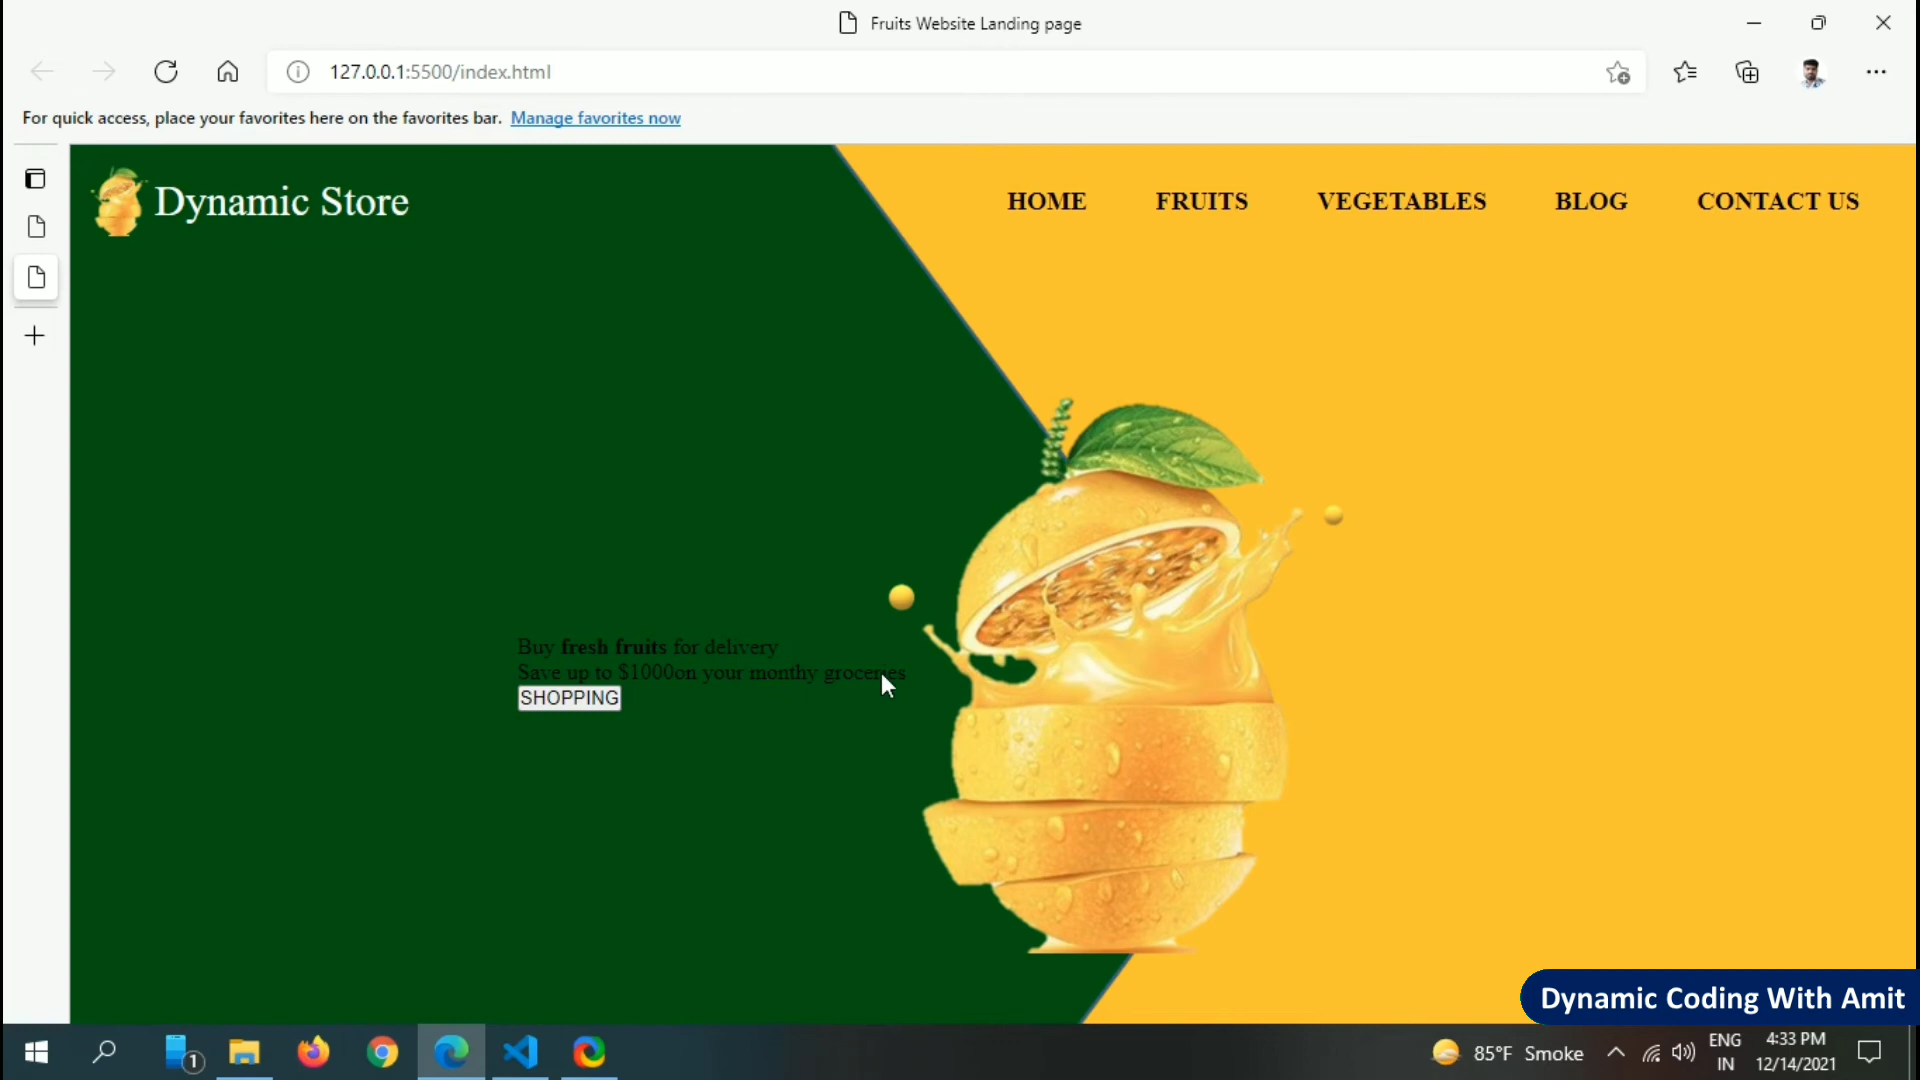 Fruits Website Landing page
127.0.0.1:5500/index.html
For quick access, place your favorites here on the favorites bar. Manage favorites now
Dynamic Store
HOME FRUITS VEGETABLES BLOG CONTACT US
Buy fresh fruits for delivery
Save up to $1000on your monthy groceries
SHOPPING
Dynamic Coding With Amit
1
85°F Smoke
ENG
IN
4:33 PM
12/14/2021